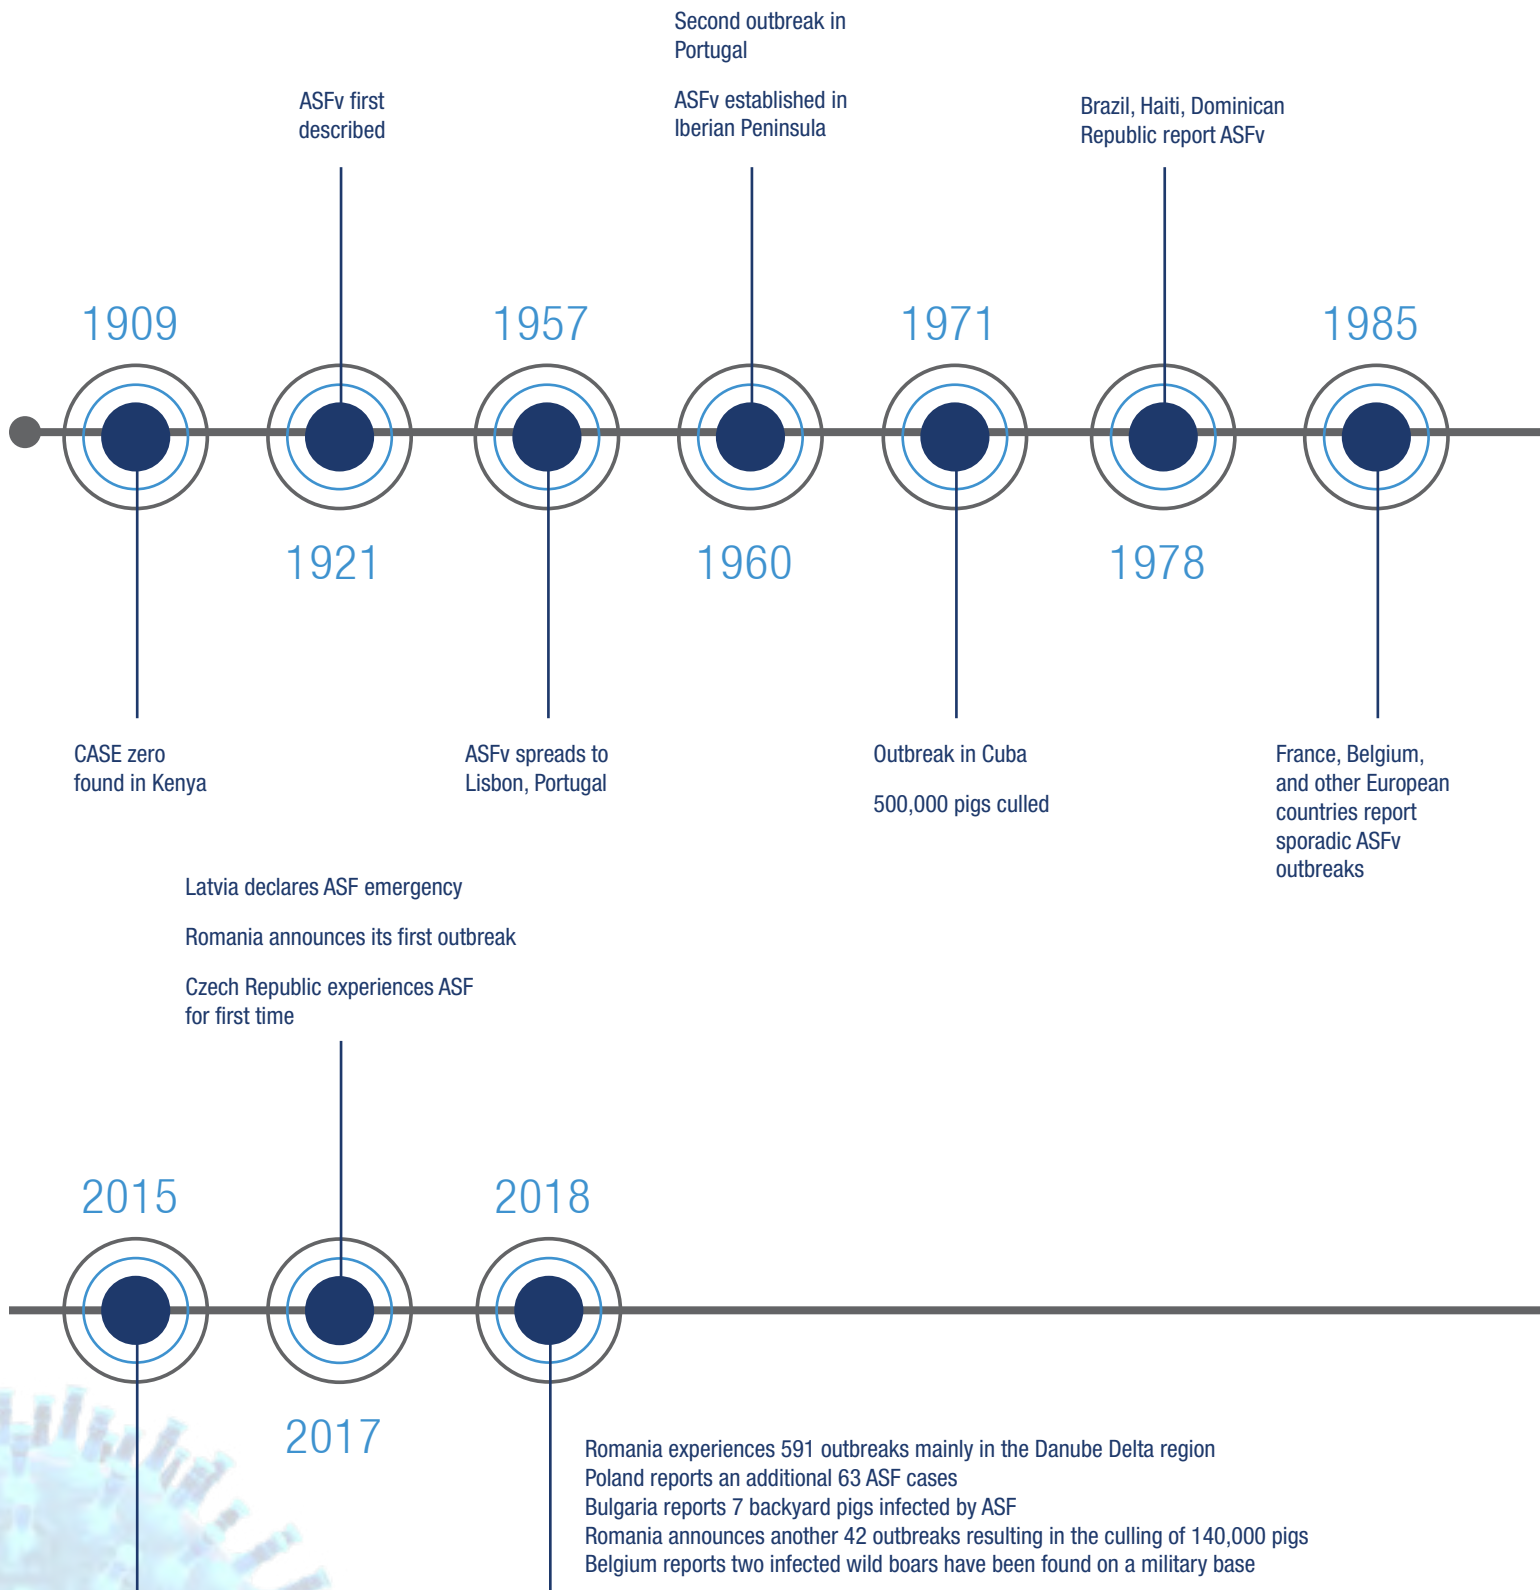 1909
CASE zero
found in Kenya
ASFv first
described
1921
1957
ASFv spreads to
Lisbon, Portugal
Second outbreak in
Portugal
ASFv established in
Iberian Peninsula
1960
1971
Outbreak in Cuba
500,000 pigs culled
Brazil, Haiti, Dominican
Republic report ASFv
1978
1985
France, Belgium,
and other European
countries report
sporadic ASFv
outbreaks
2015
Latvia declares ASF emergency
Romania announces its first outbreak
Czech Republic experiences ASF
for first time
2017
2018
Romania experiences 591 outbreaks mainly in the Danube Delta region
Poland reports an additional 63 ASF cases
Bulgaria reports 7 backyard pigs infected by ASF
Romania announces another 42 outbreaks resulting in the culling of 140,000 pigs
Belgium reports two infected wild boars have been found on a military base